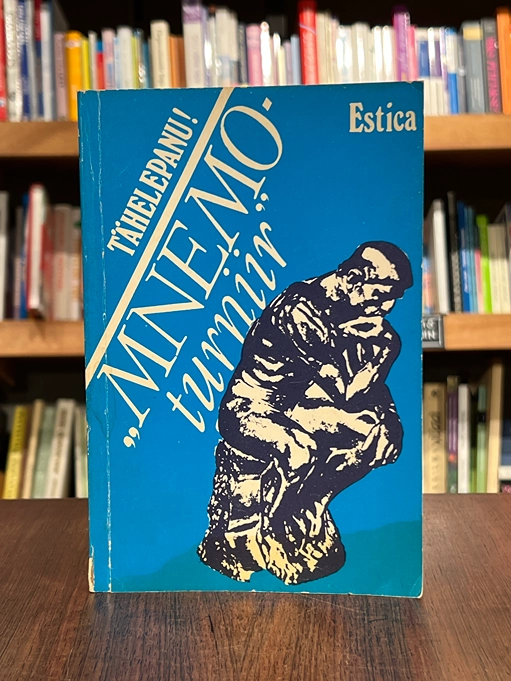 TÄHELEPANU!
„MNEMO-
turniir”
Estica